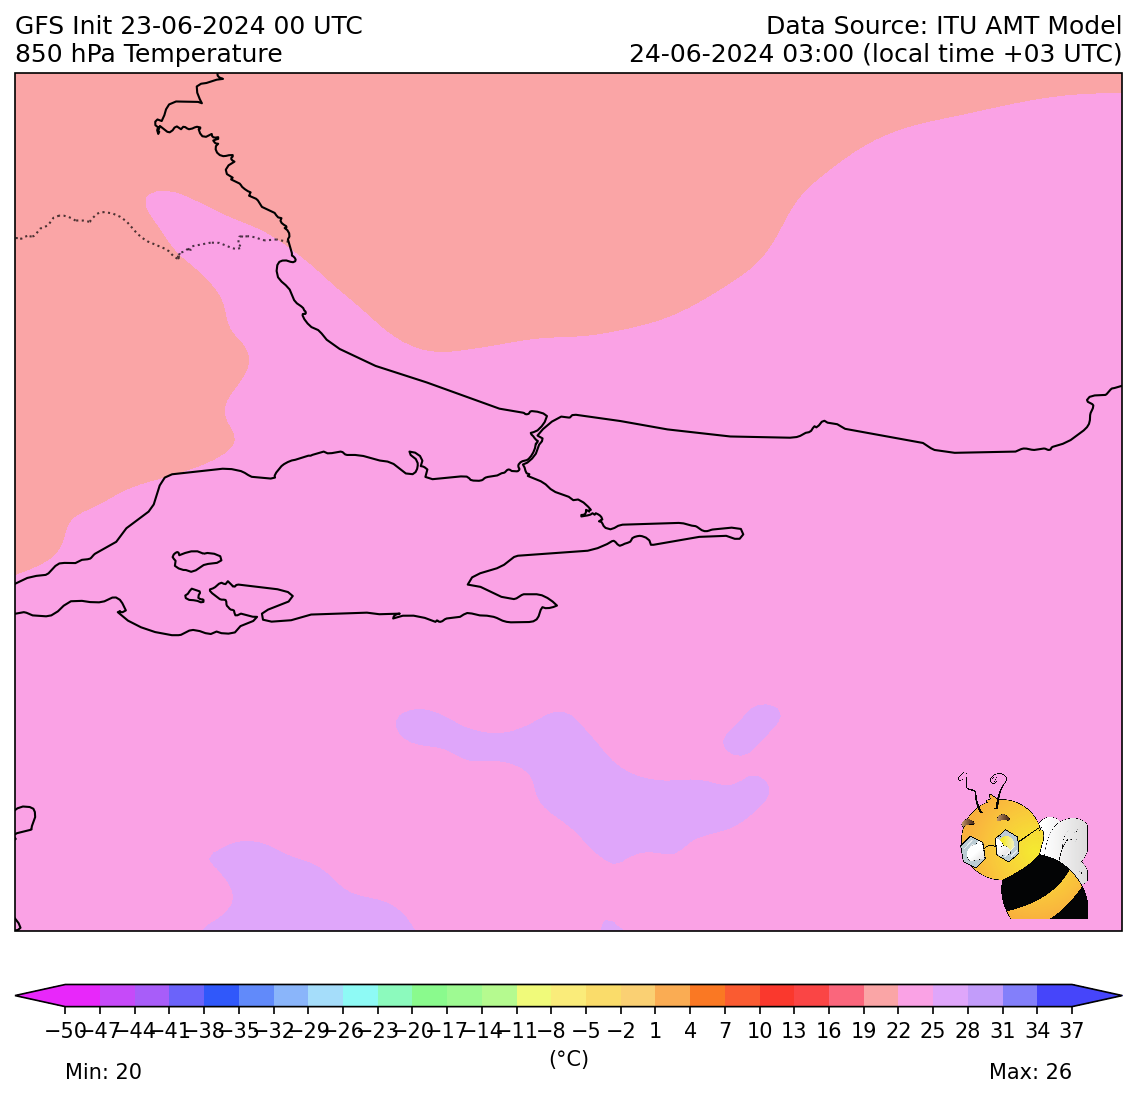 GFS Init 23-06-2024 00 UTC
850 hPa Temperature
Data Source: ITU AMT Model
24-06-2024 03:00 (local time +03 UTC)
−50 −47 −44 −41 −38 −35 −32 −29 −26 −23 −20 −17 −14 −11 −8 −5 −2 1 4 7 10 13 16 19 22 25 28 31 34 37
(°C)
Min: 20
Max: 26